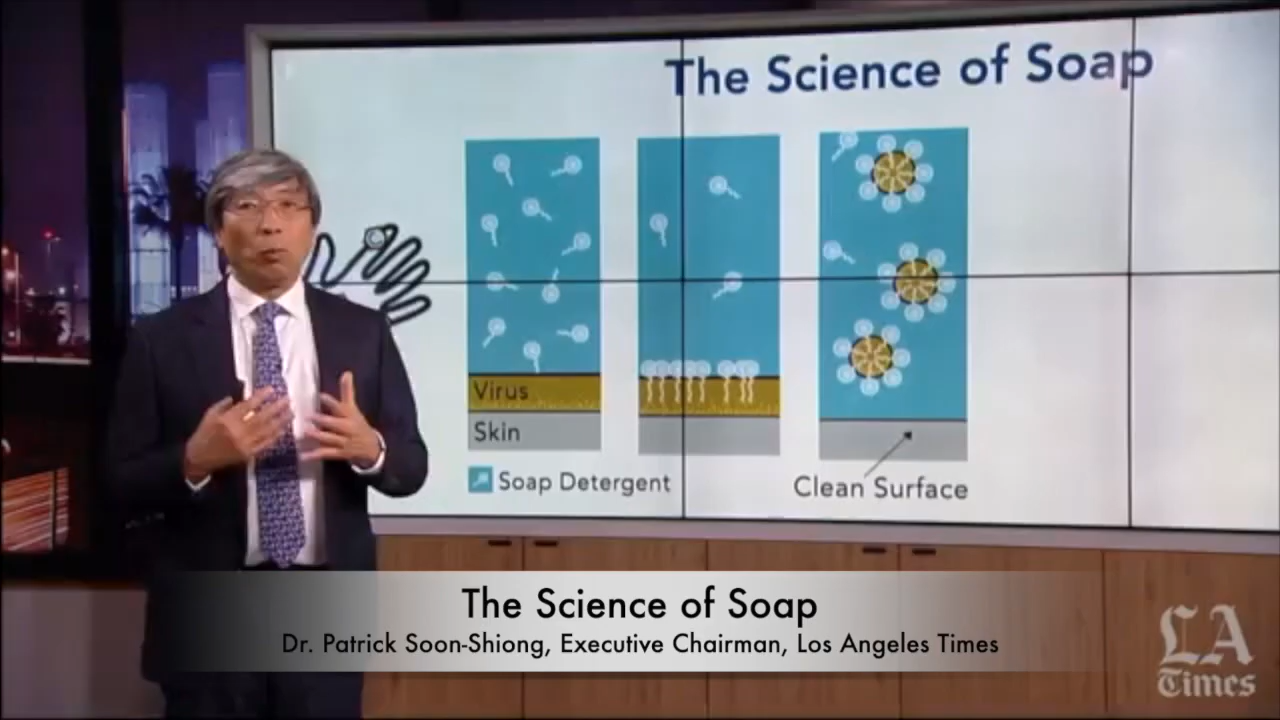 The Science of Soap
Virus
Skin
Soap Detergent
Clean Surface
The Science of Soap
Dr. Patrick Soon-Shiong, Executive Chairman, Los Angeles Times
LA
Times